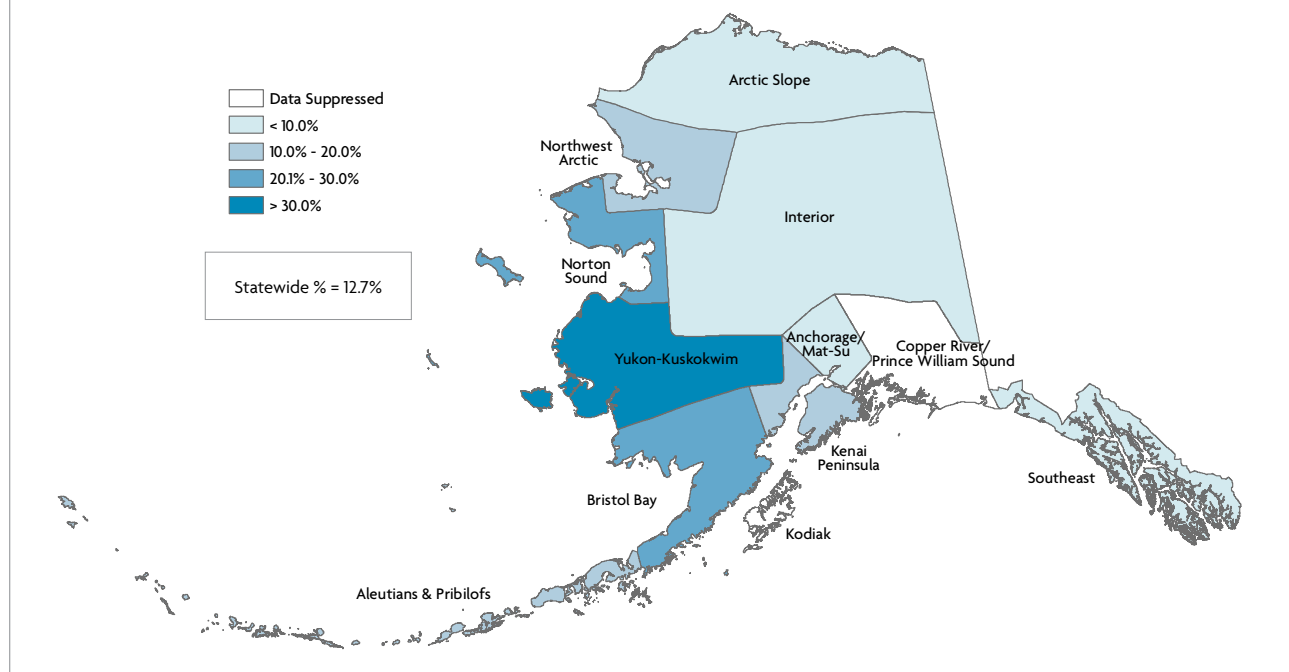 Arctic Slope
Data Suppressed
< 10.0%
10.0% - 20.0%
20.1% - 30.0%
> 30.0%
Northwest
Arctic
Interior
Norton
Sound
Statewide % = 12.7%
Anchorage/
Mat-Su
Copper River/
Prince William Sound
Yukon-Kuskokwim
Kenai
Peninsula
Southeast
Bristol Bay
Kodiak
Aleutians & Pribilofs